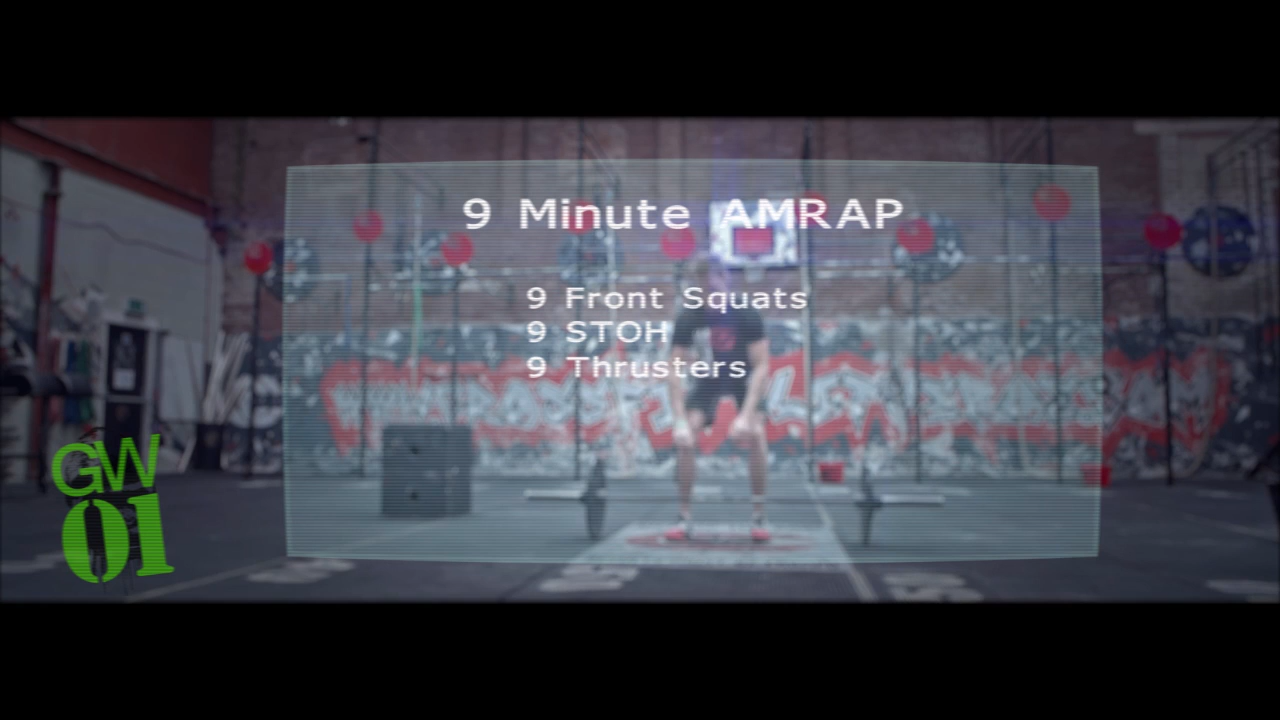 9 Minute AMRAP
9 Front Squats
9 STOH
9 Thrusters
GW
01